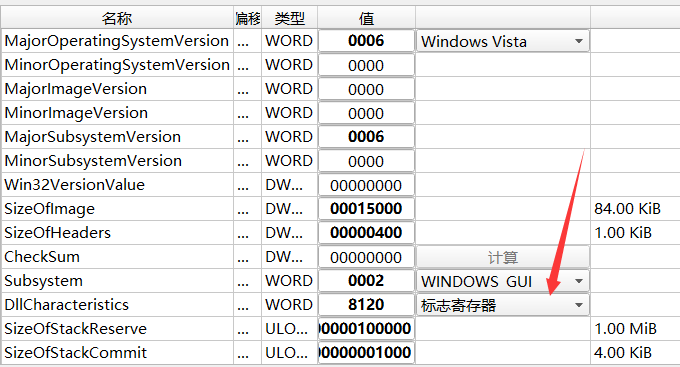 名称 偏移 类型 值
MajorOperatingSystemVersion ... WORD 0006 Windows Vista
MinorOperatingSystemVersion ... WORD 0000
MajorImageVersion ... WORD 0000
MinorImageVersion ... WORD 0000
MajorSubsystemVersion ... WORD 0006
MinorSubsystemVersion ... WORD 0000
Win32VersionValue ... DW... 00000000
SizeOfImage ... DW... 00015000 84.00 KiB
SizeOfHeaders ... DW... 00000400 1.00 KiB
CheckSum ... DW... 00000000 计算
Subsystem ... WORD 0002 WINDOWS_GUI
DllCharacteristics ... WORD 8120 标志寄存器
SizeOfStackReserve ... ULO... 00000100000 1.00 MiB
SizeOfStackCommit ... ULO... 00000001000 4.00 KiB